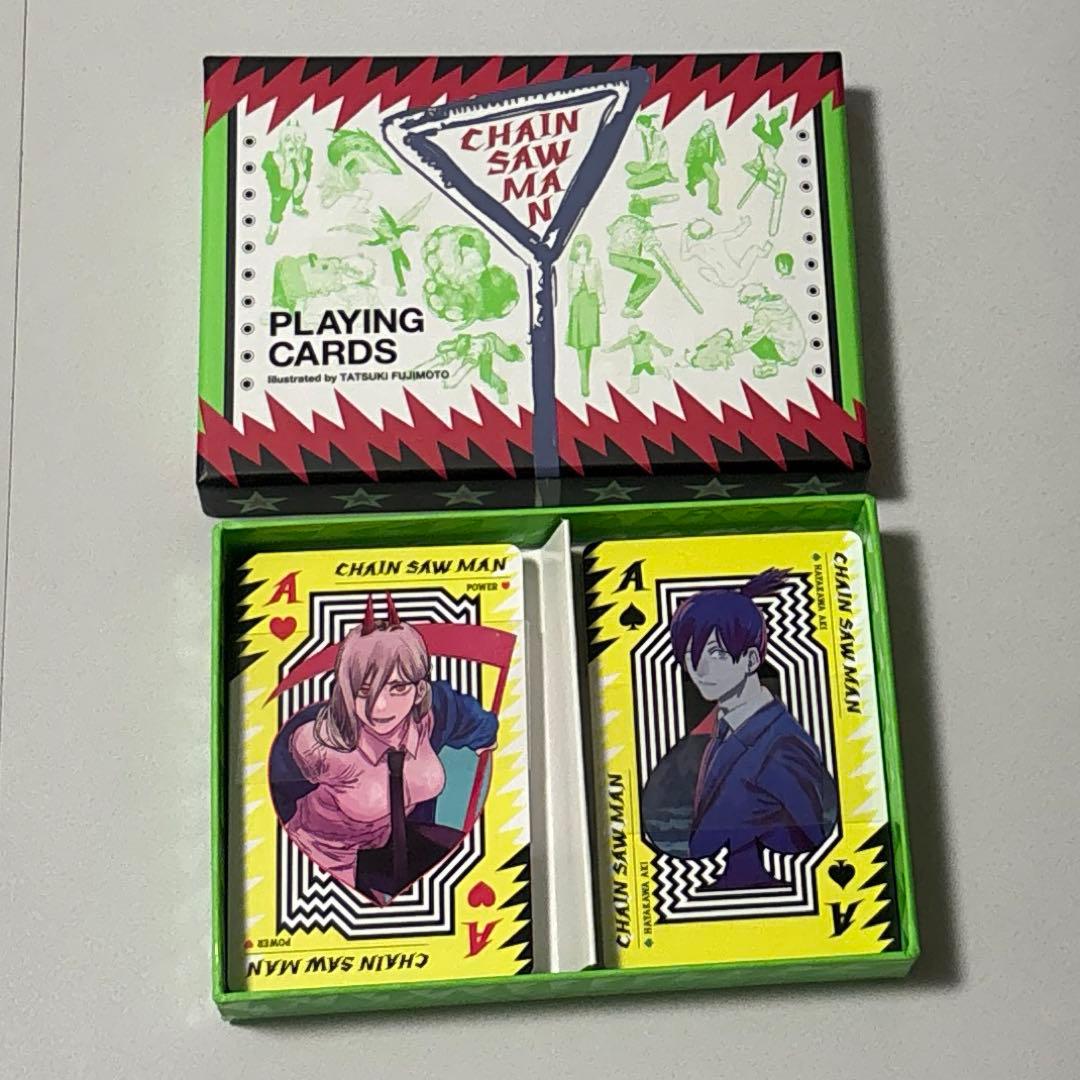 CHAIN
SAW
MA
N
PLAYING
CARDS
Illustrated by TATSUKI FUJIMOTO
A
CHAIN SAW MAN
POWER
A
POWER
CHAIN SAW MAN
A
HAYAKAWA AKI
CHAIN SAW MAN
CHAIN SAW MAN
HAYAKAWA AKI
A